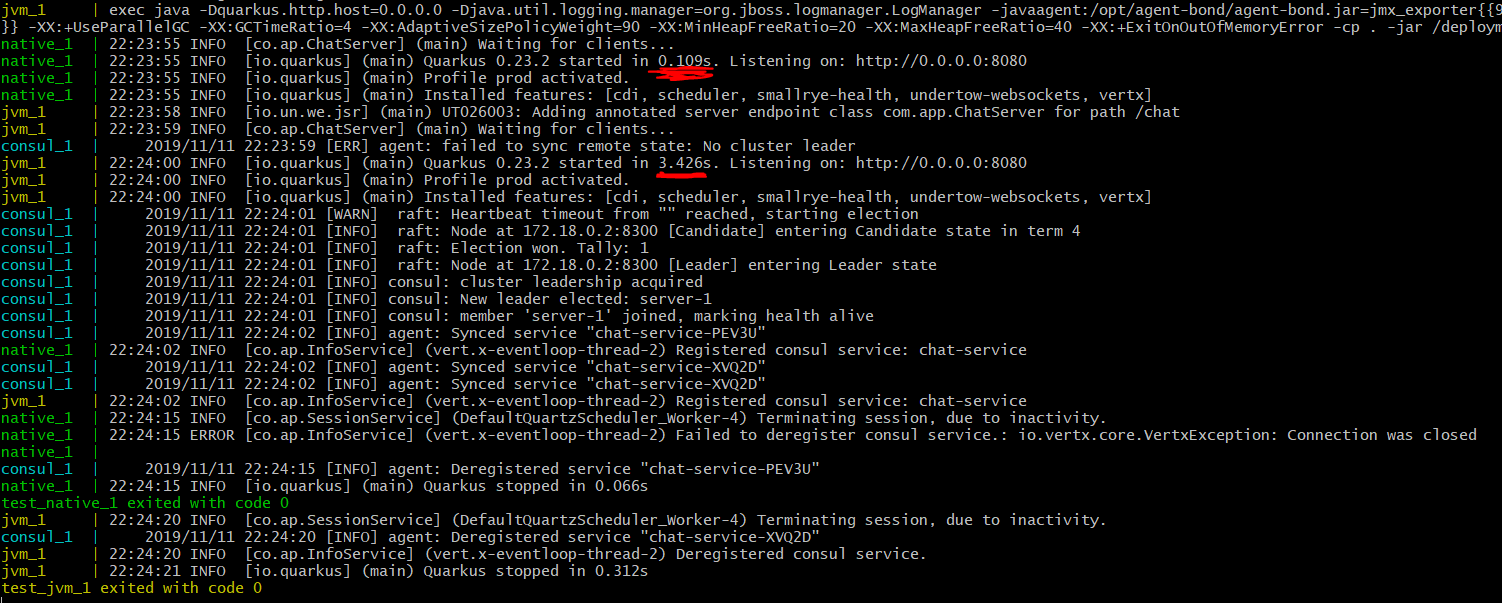 jvm_1     | exec java -Dquarkus.http.host=0.0.0.0 -Djava.util.logging.manager=org.jboss.logmanager.LogManager -javaagent:/opt/agent-bond/agent-bond.jar=jmx_exporter{{9
}} -XX:+UseParallelGC -XX:GCTimeRatio=4 -XX:AdaptiveSizePolicyWeight=90 -XX:MinHeapFreeRatio=20 -XX:MaxHeapFreeRatio=40 -XX:+ExitOnOutOfMemoryError -cp . -jar /deploym
native_1  | 22:23:55 INFO  [co.ap.ChatServer] (main) Waiting for clients...
native_1  | 22:23:55 INFO  [io.quarkus] (main) Quarkus 0.23.2 started in 0.109s. Listening on: http://0.0.0.0:8080
native_1  | 22:23:55 INFO  [io.quarkus] (main) Profile prod activated.
native_1  | 22:23:55 INFO  [io.quarkus] (main) Installed features: [cdi, scheduler, smallrye-health, undertow-websockets, vertx]
jvm_1     | 22:23:58 INFO  [io.un.we.jsr] (main) UT026003: Adding annotated server endpoint class com.app.ChatServer for path /chat
jvm_1     | 22:23:59 INFO  [co.ap.ChatServer] (main) Waiting for clients...
consul_1  |     2019/11/11 22:23:59 [ERR] agent: failed to sync remote state: No cluster leader
jvm_1     | 22:24:00 INFO  [io.quarkus] (main) Quarkus 0.23.2 started in 3.426s. Listening on: http://0.0.0.0:8080
jvm_1     | 22:24:00 INFO  [io.quarkus] (main) Profile prod activated.
jvm_1     | 22:24:00 INFO  [io.quarkus] (main) Installed features: [cdi, scheduler, smallrye-health, undertow-websockets, vertx]
consul_1  |     2019/11/11 22:24:01 [WARN]  raft: Heartbeat timeout from "" reached, starting election
consul_1  |     2019/11/11 22:24:01 [INFO]  raft: Node at 172.18.0.2:8300 [Candidate] entering Candidate state in term 4
consul_1  |     2019/11/11 22:24:01 [INFO]  raft: Election won. Tally: 1
consul_1  |     2019/11/11 22:24:01 [INFO]  raft: Node at 172.18.0.2:8300 [Leader] entering Leader state
consul_1  |     2019/11/11 22:24:01 [INFO] consul: cluster leadership acquired
consul_1  |     2019/11/11 22:24:01 [INFO] consul: New leader elected: server-1
consul_1  |     2019/11/11 22:24:01 [INFO] consul: member 'server-1' joined, marking health alive
consul_1  |     2019/11/11 22:24:02 [INFO] agent: Synced service "chat-service-PEV3U"
native_1  | 22:24:02 INFO  [co.ap.InfoService] (vert.x-eventloop-thread-2) Registered consul service: chat-service
consul_1  |     2019/11/11 22:24:02 [INFO] agent: Synced service "chat-service-XVQ2D"
consul_1  |     2019/11/11 22:24:02 [INFO] agent: Synced service "chat-service-XVQ2D"
jvm_1     | 22:24:02 INFO  [co.ap.InfoService] (vert.x-eventloop-thread-2) Registered consul service: chat-service
native_1  | 22:24:15 INFO  [co.ap.SessionService] (DefaultQuartzScheduler_Worker-4) Terminating session, due to inactivity.
native_1  | 22:24:15 ERROR [co.ap.InfoService] (vert.x-eventloop-thread-2) Failed to deregister consul service.: io.vertx.core.VertxException: Connection was closed
native_1  |
consul_1  |     2019/11/11 22:24:15 [INFO] agent: Deregistered service "chat-service-PEV3U"
native_1  | 22:24:15 INFO  [io.quarkus] (main) Quarkus stopped in 0.066s
test_native_1 exited with code 0
jvm_1     | 22:24:20 INFO  [co.ap.SessionService] (DefaultQuartzScheduler_Worker-4) Terminating session, due to inactivity.
consul_1  |     2019/11/11 22:24:20 [INFO] agent: Deregistered service "chat-service-XVQ2D"
jvm_1     | 22:24:20 INFO  [co.ap.InfoService] (vert.x-eventloop-thread-2) Deregistered consul service.
jvm_1     | 22:24:21 INFO  [io.quarkus] (main) Quarkus stopped in 0.312s
test_jvm_1 exited with code 0